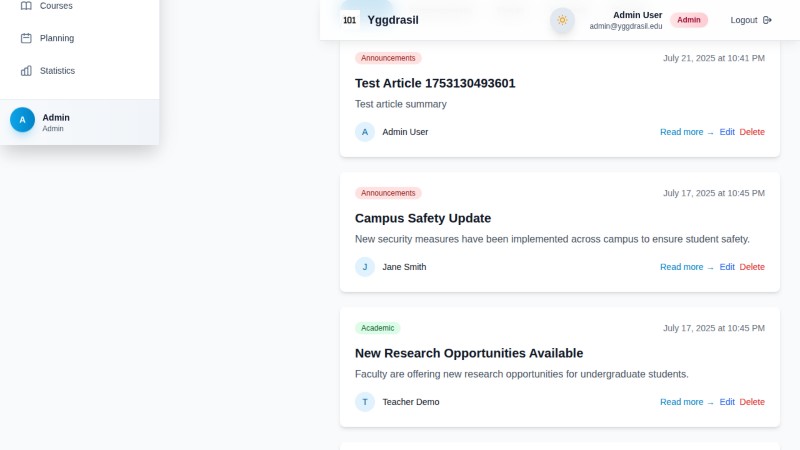 Courses
Planning
Statistics
A
Admin
Admin
101
Yggdrasil
Admin User
admin@yggdrasil.edu
Admin
Logout
Announcements
July 21, 2025 at 10:41 PM
Test Article 1753130493601
Test article summary
A
Admin User
Read more →
Edit
Delete
Announcements
July 17, 2025 at 10:45 PM
Campus Safety Update
New security measures have been implemented across campus to ensure student safety.
J
Jane Smith
Read more →
Edit
Delete
Academic
July 17, 2025 at 10:45 PM
New Research Opportunities Available
Faculty are offering new research opportunities for undergraduate students.
T
Teacher Demo
Read more →
Edit
Delete